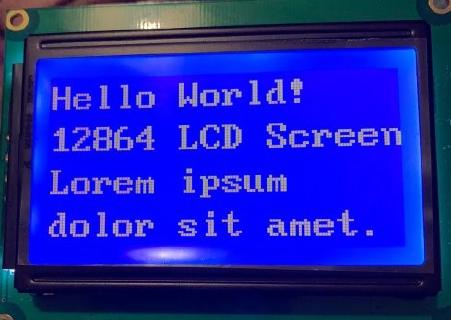 Hello World!
12864 LCD Screen
Lorem ipsum
dolor sit amet.